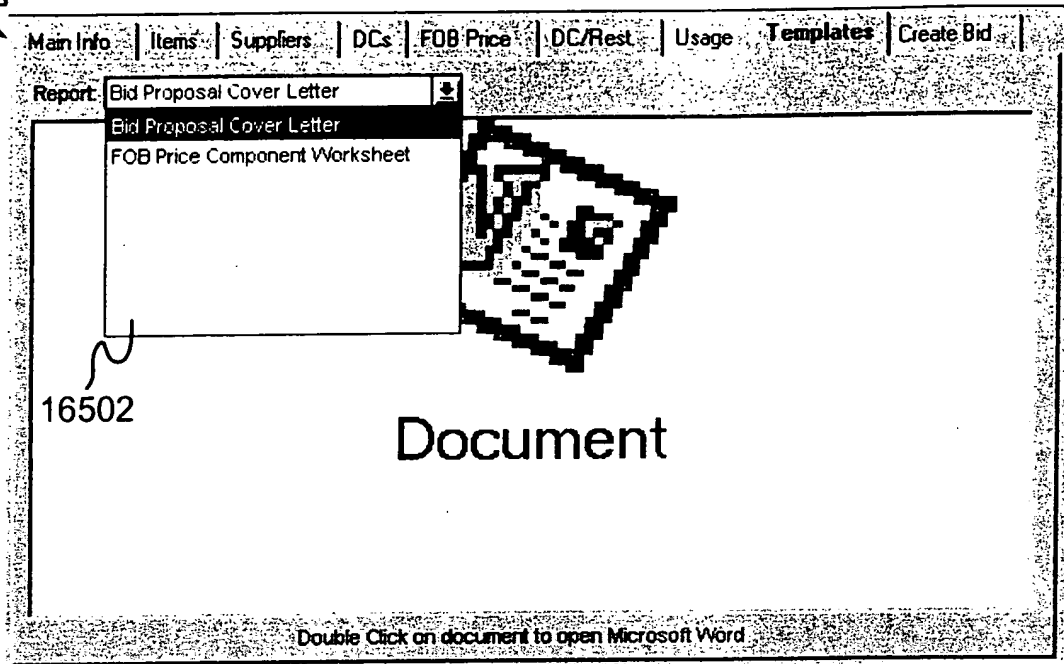 Main Info Items Suppliers DCs FOB Price DC/Rest. Usage Templates Create Bid
Report: Bid Proposal Cover Letter
Bid Proposal Cover Letter
FOB Price Component Worksheet
16502
Document
Double Click on document to open Microsoft Word